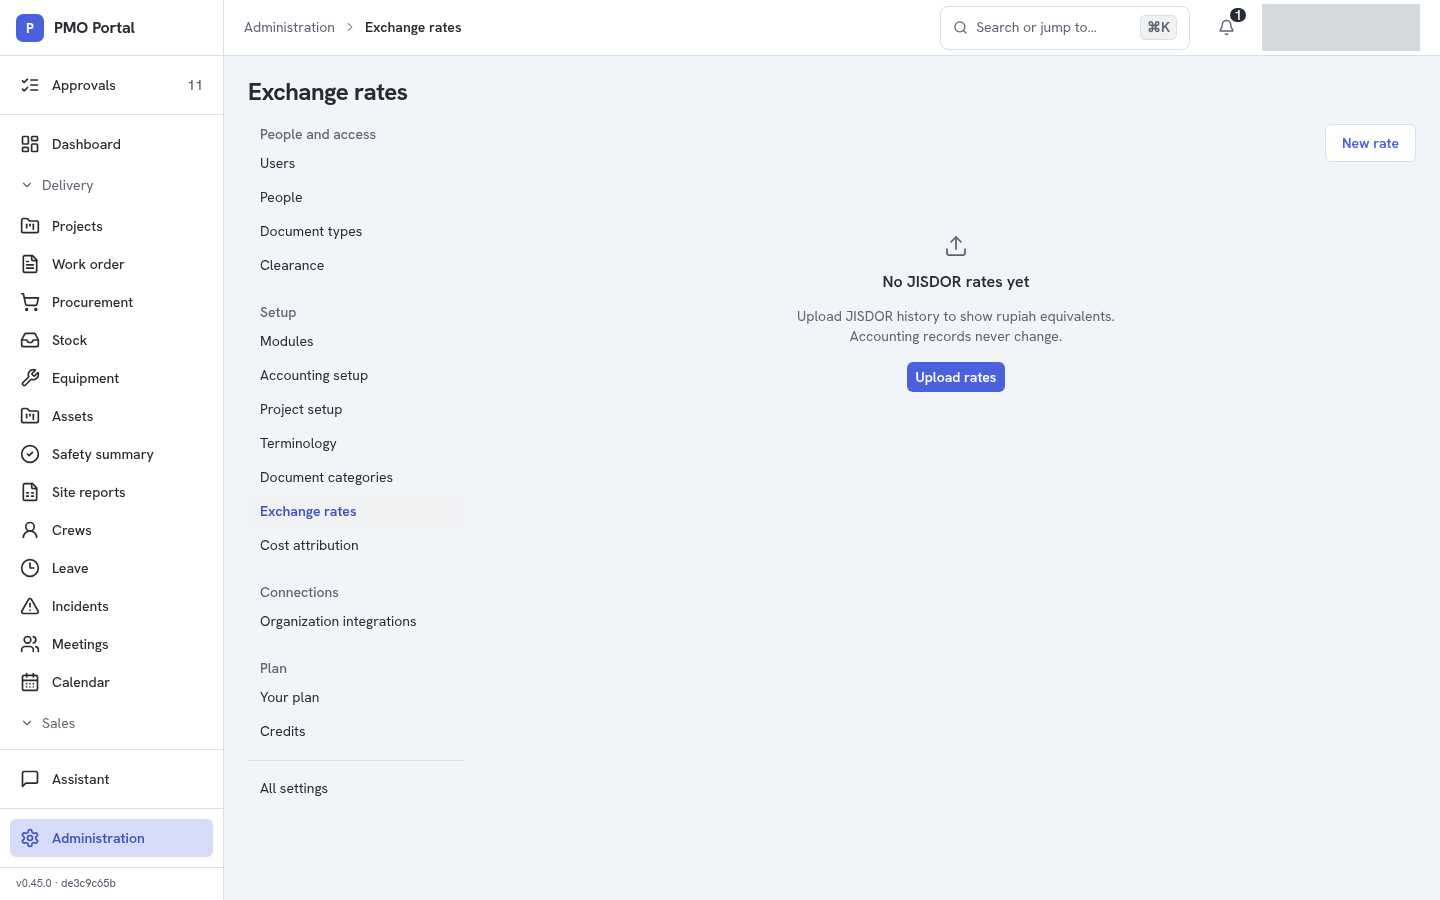 P PMO Portal
Administration > Exchange rates
Search or jump to... ⌘K
1
Approvals 11
Dashboard
Delivery
Projects
Work order
Procurement
Stock
Equipment
Assets
Safety summary
Site reports
Crews
Leave
Incidents
Meetings
Calendar
Sales
Assistant
Administration
v0.45.0 · de3c9c65b
Exchange rates
People and access
Users
People
Document types
Clearance
Setup
Modules
Accounting setup
Project setup
Terminology
Document categories
Exchange rates
Cost attribution
Connections
Organization integrations
Plan
Your plan
Credits
All settings
New rate
No JISDOR rates yet
Upload JISDOR history to show rupiah equivalents.
Accounting records never change.
Upload rates